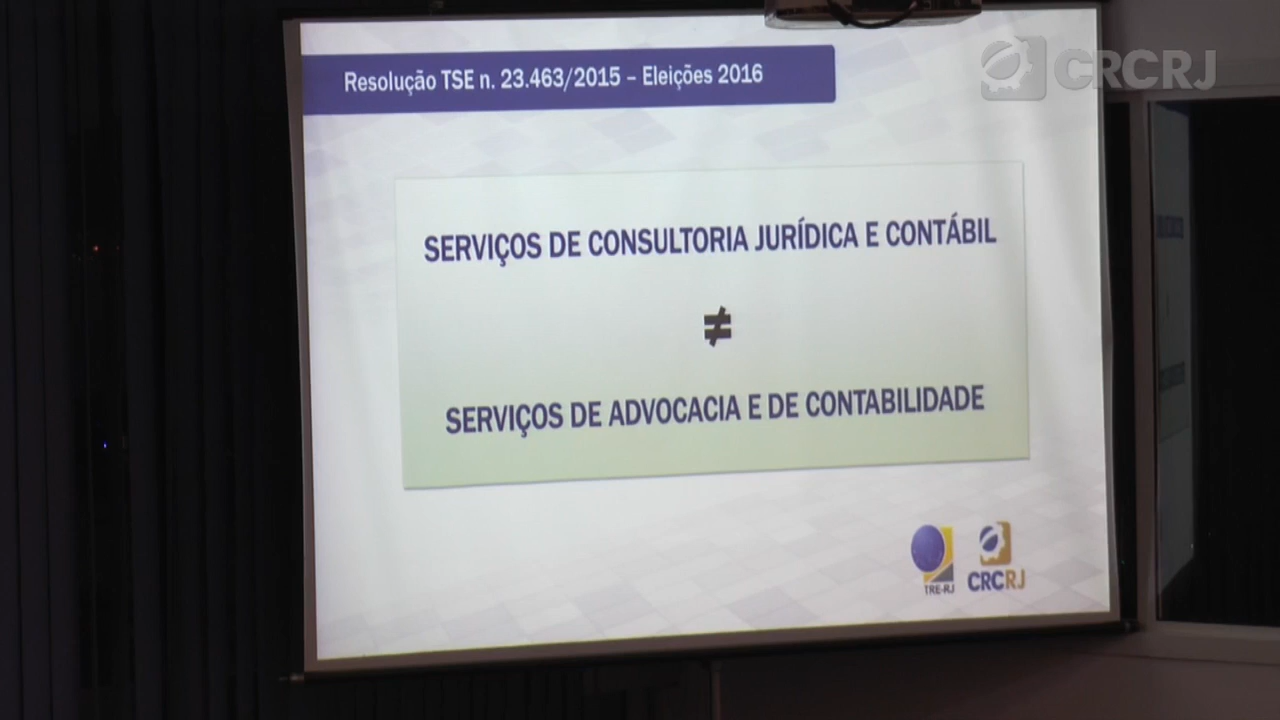 CRCRJ
Resolução TSE n. 23.463/2015 – Eleições 2016
SERVIÇOS DE CONSULTORIA JURÍDICA E CONTÁBIL
≠
SERVIÇOS DE ADVOCACIA E DE CONTABILIDADE
TRE-RJ
CRCRJ